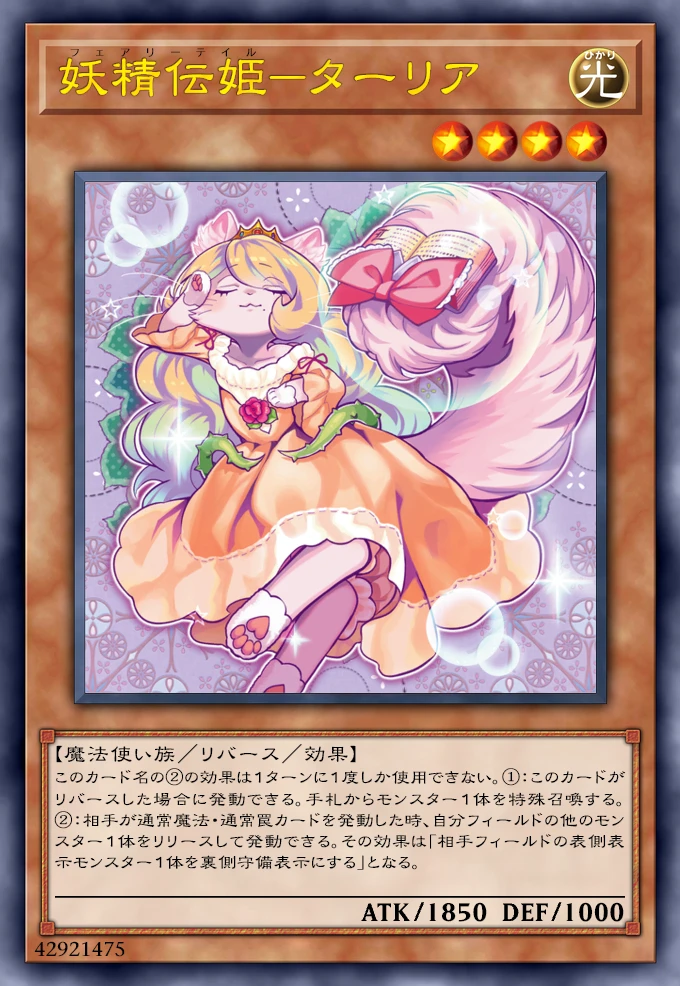 フェアリーテイル
妖精伝姫－ターリア
ひかり
光
【魔法使い族／リバース／効果】
このカード名の②の効果は１ターンに１度しか使用できない。①：このカードが
リバースした場合に発動できる。手札からモンスター１体を特殊召喚する。
②：相手が通常魔法・通常罠カードを発動した時、自分フィールドの他のモン
スター１体をリリースして発動できる。その効果は「相手フィールドの表側表
示モンスター１体を裏側守備表示にする」となる。
ATK/1850 DEF/1000
42921475